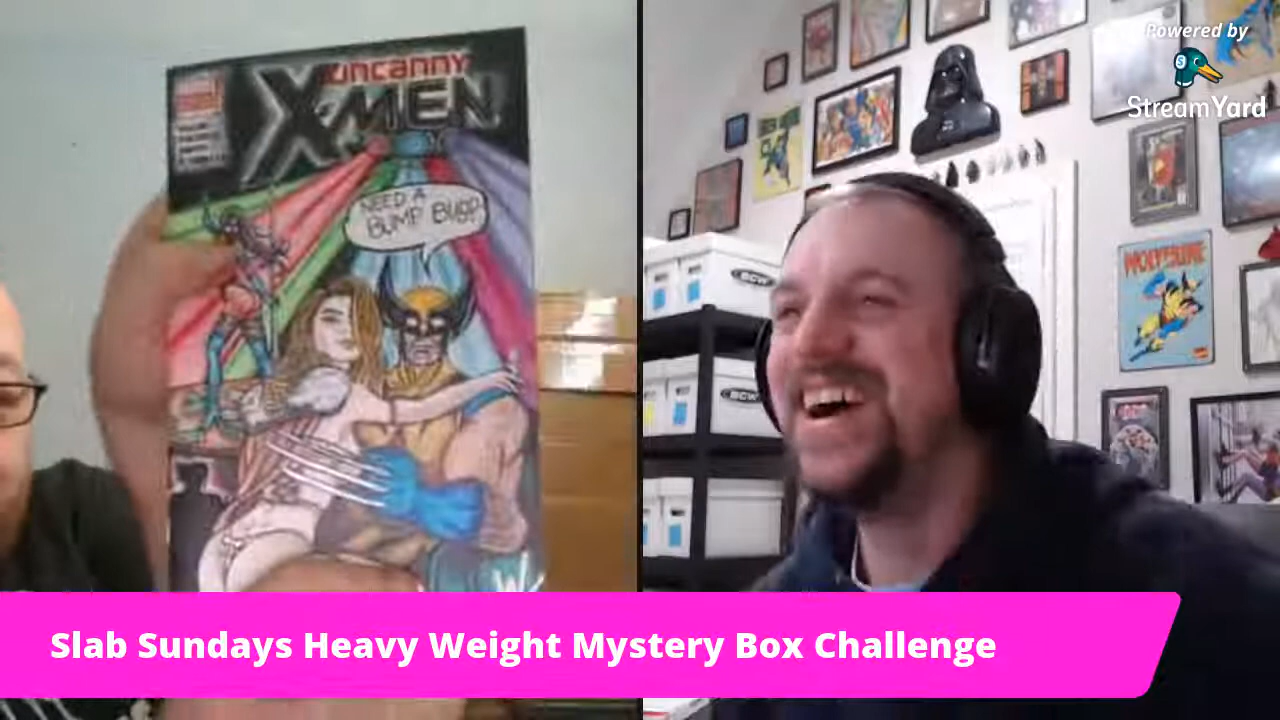 UNCANNY
X-MEN
NEED A
BUMP BUB?
Powered by
StreamYard
BCW
BCW
WOLVERINE
Slab Sundays Heavy Weight Mystery Box Challenge